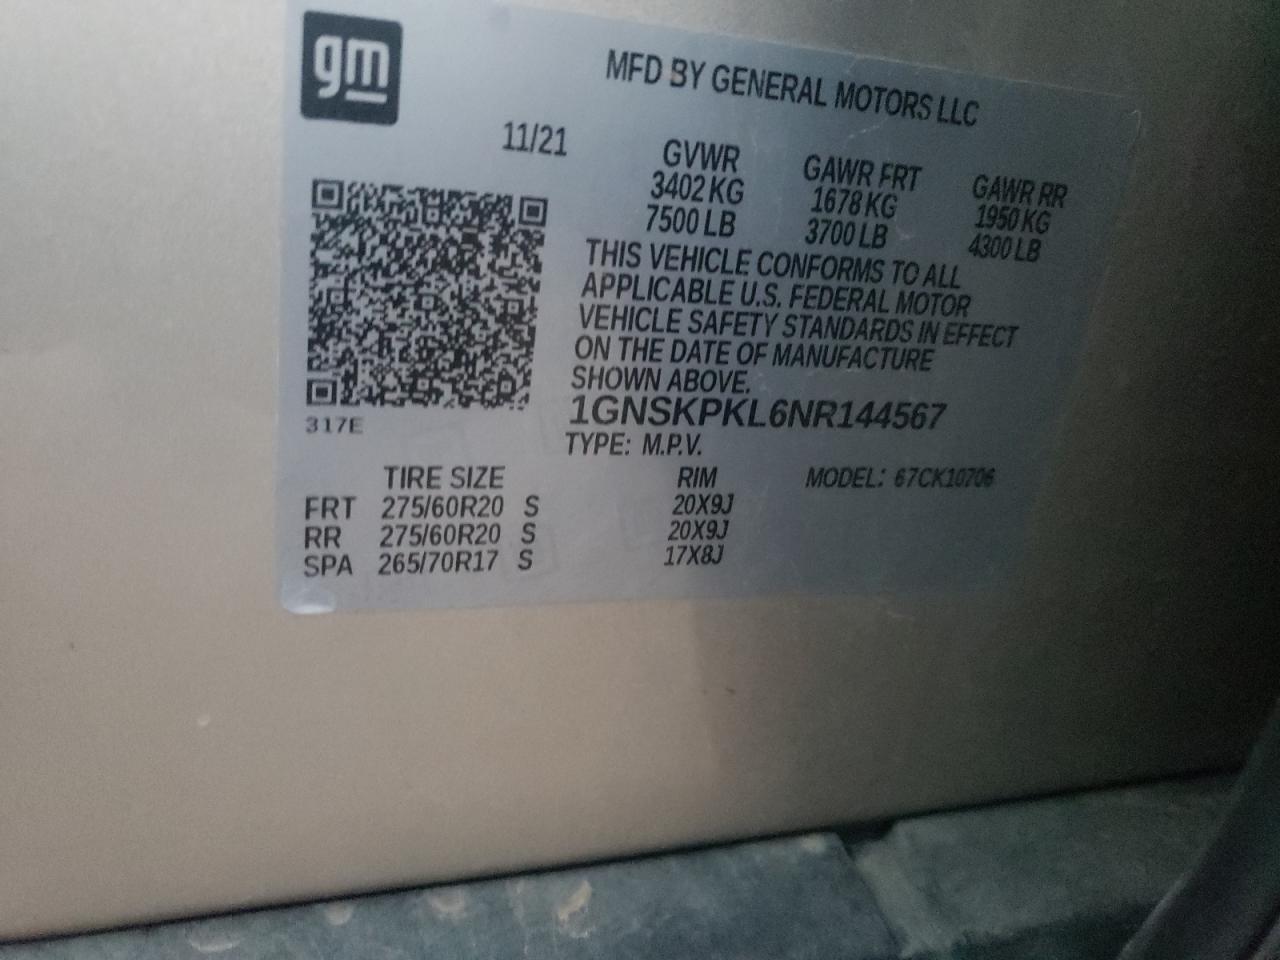 gm
MFD BY GENERAL MOTORS LLC
11/21
GVWR GAWR FRT GAWR RR
3402 KG 1678 KG 1950 KG
7500 LB 3700 LB 4300 LB
THIS VEHICLE CONFORMS TO ALL
APPLICABLE U.S. FEDERAL MOTOR
VEHICLE SAFETY STANDARDS IN EFFECT
ON THE DATE OF MANUFACTURE
SHOWN ABOVE.
1GNSKPKL6NR144567
317E
TYPE: M.P.V.
TIRE SIZE RIM MODEL: 67CK10706
FRT 275/60R20 S 20X9J
RR 275/60R20 S 20X9J
SPA 265/70R17 S 17X8J